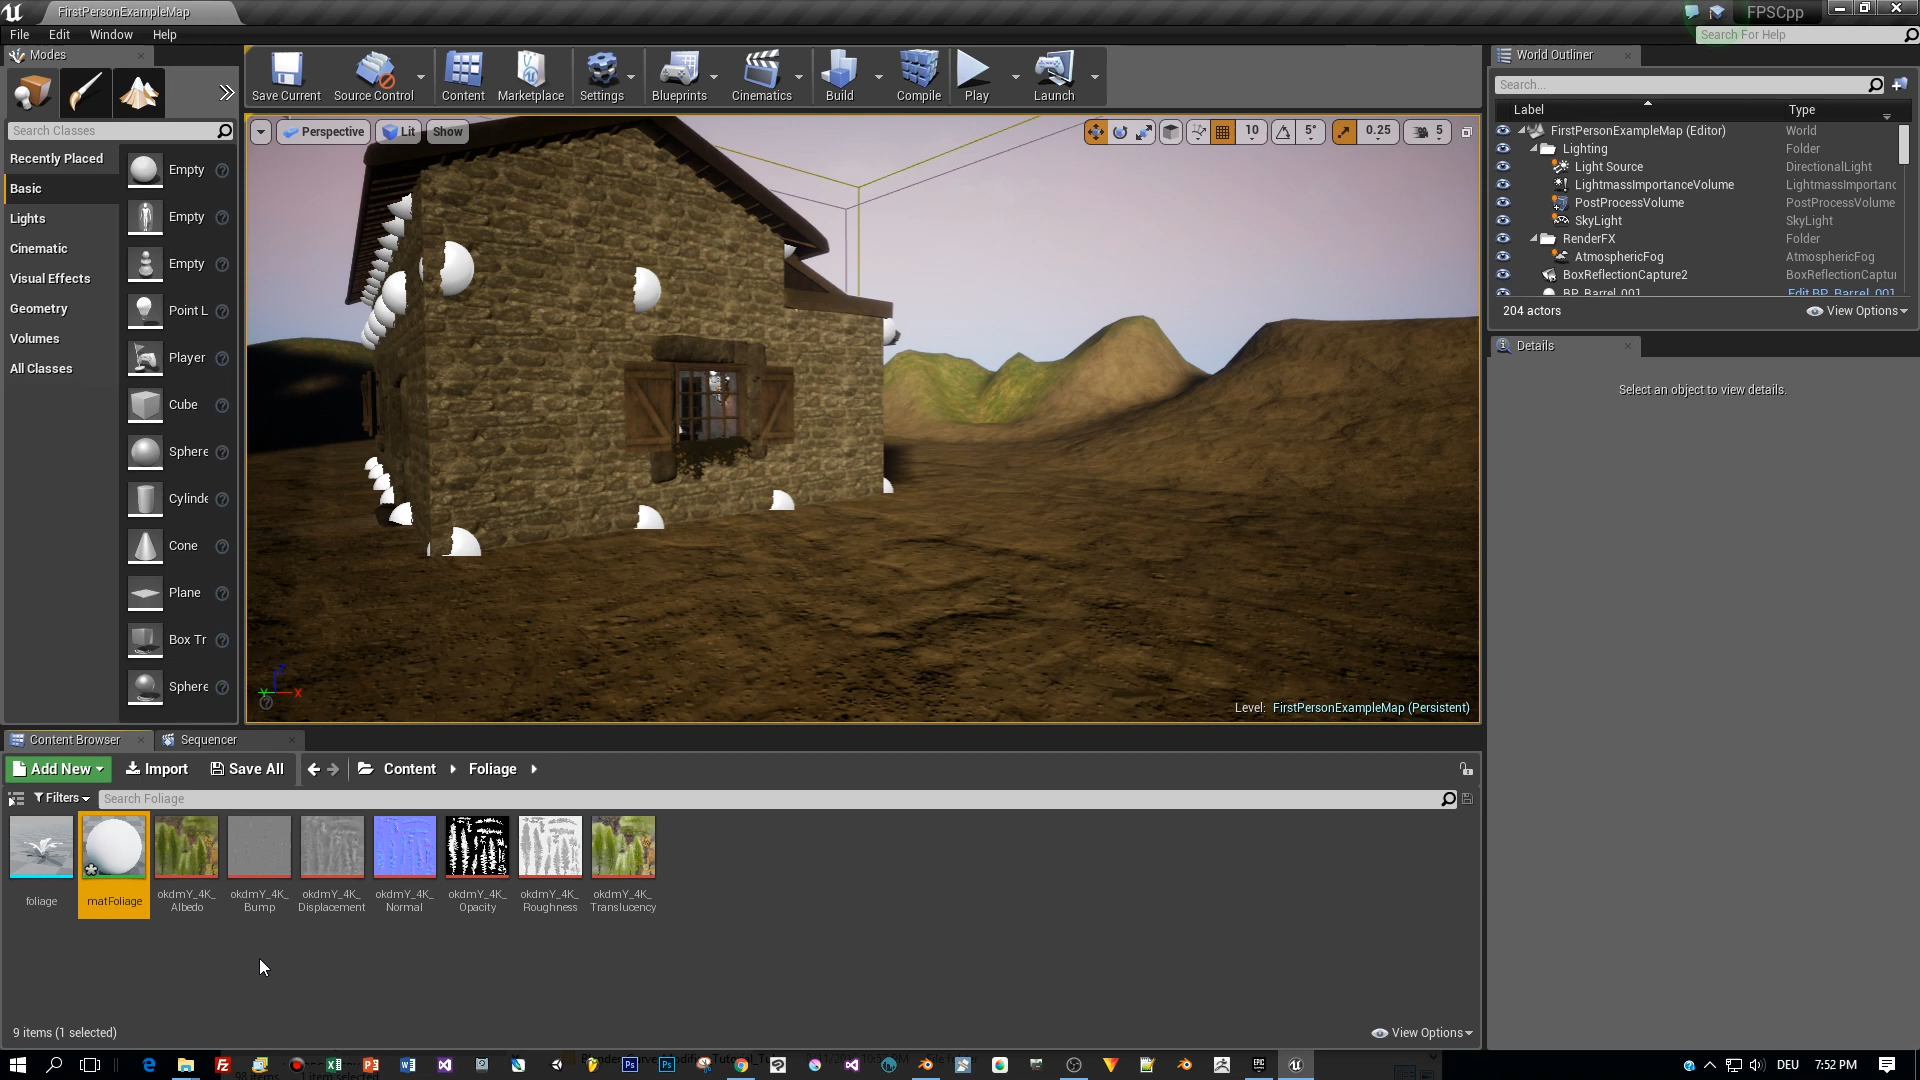 FirstPersonExampleMap
FPSCpp
File Edit Window Help
Search For Help
Modes
Save Current
Source Control
Content
Marketplace
Settings
Blueprints
Cinematics
Build
Compile
Play
Launch
World Outliner
Search...
Label Type
FirstPersonExampleMap (Editor) World
Lighting Folder
Light Source DirectionalLight
LightmassImportanceVolume LightmassImportanc
PostProcessVolume PostProcessVolume
SkyLight SkyLight
RenderFX Folder
AtmosphericFog AtmosphericFog
BoxReflectionCapture2 BoxReflectionCaptur
BP_Barrel_001 Edit BP_Barrel_001
204 actors View Options
Details
Select an object to view details.
Search Classes
Recently Placed
Basic
Lights
Cinematic
Visual Effects
Geometry
Volumes
All Classes
Empty
Empty
Empty
Point L
Player
Cube
Sphere
Cylinde
Cone
Plane
Box Tr
Sphere
Perspective Lit Show
10 5° 0.25 5
Z
Y X
Level: FirstPersonExampleMap (Persistent)
Content Browser Sequencer
Add New Import Save All Content Foliage
Filters Search Foliage
foliage
matFoliage
okdmY_4K_
Albedo
okdmY_4K_
Bump
okdmY_4K_
Displacement
okdmY_4K_
Normal
okdmY_4K_
Opacity
okdmY_4K_
Roughness
okdmY_4K_
Translucency
9 items (1 selected) View Options
DEU 7:52 PM